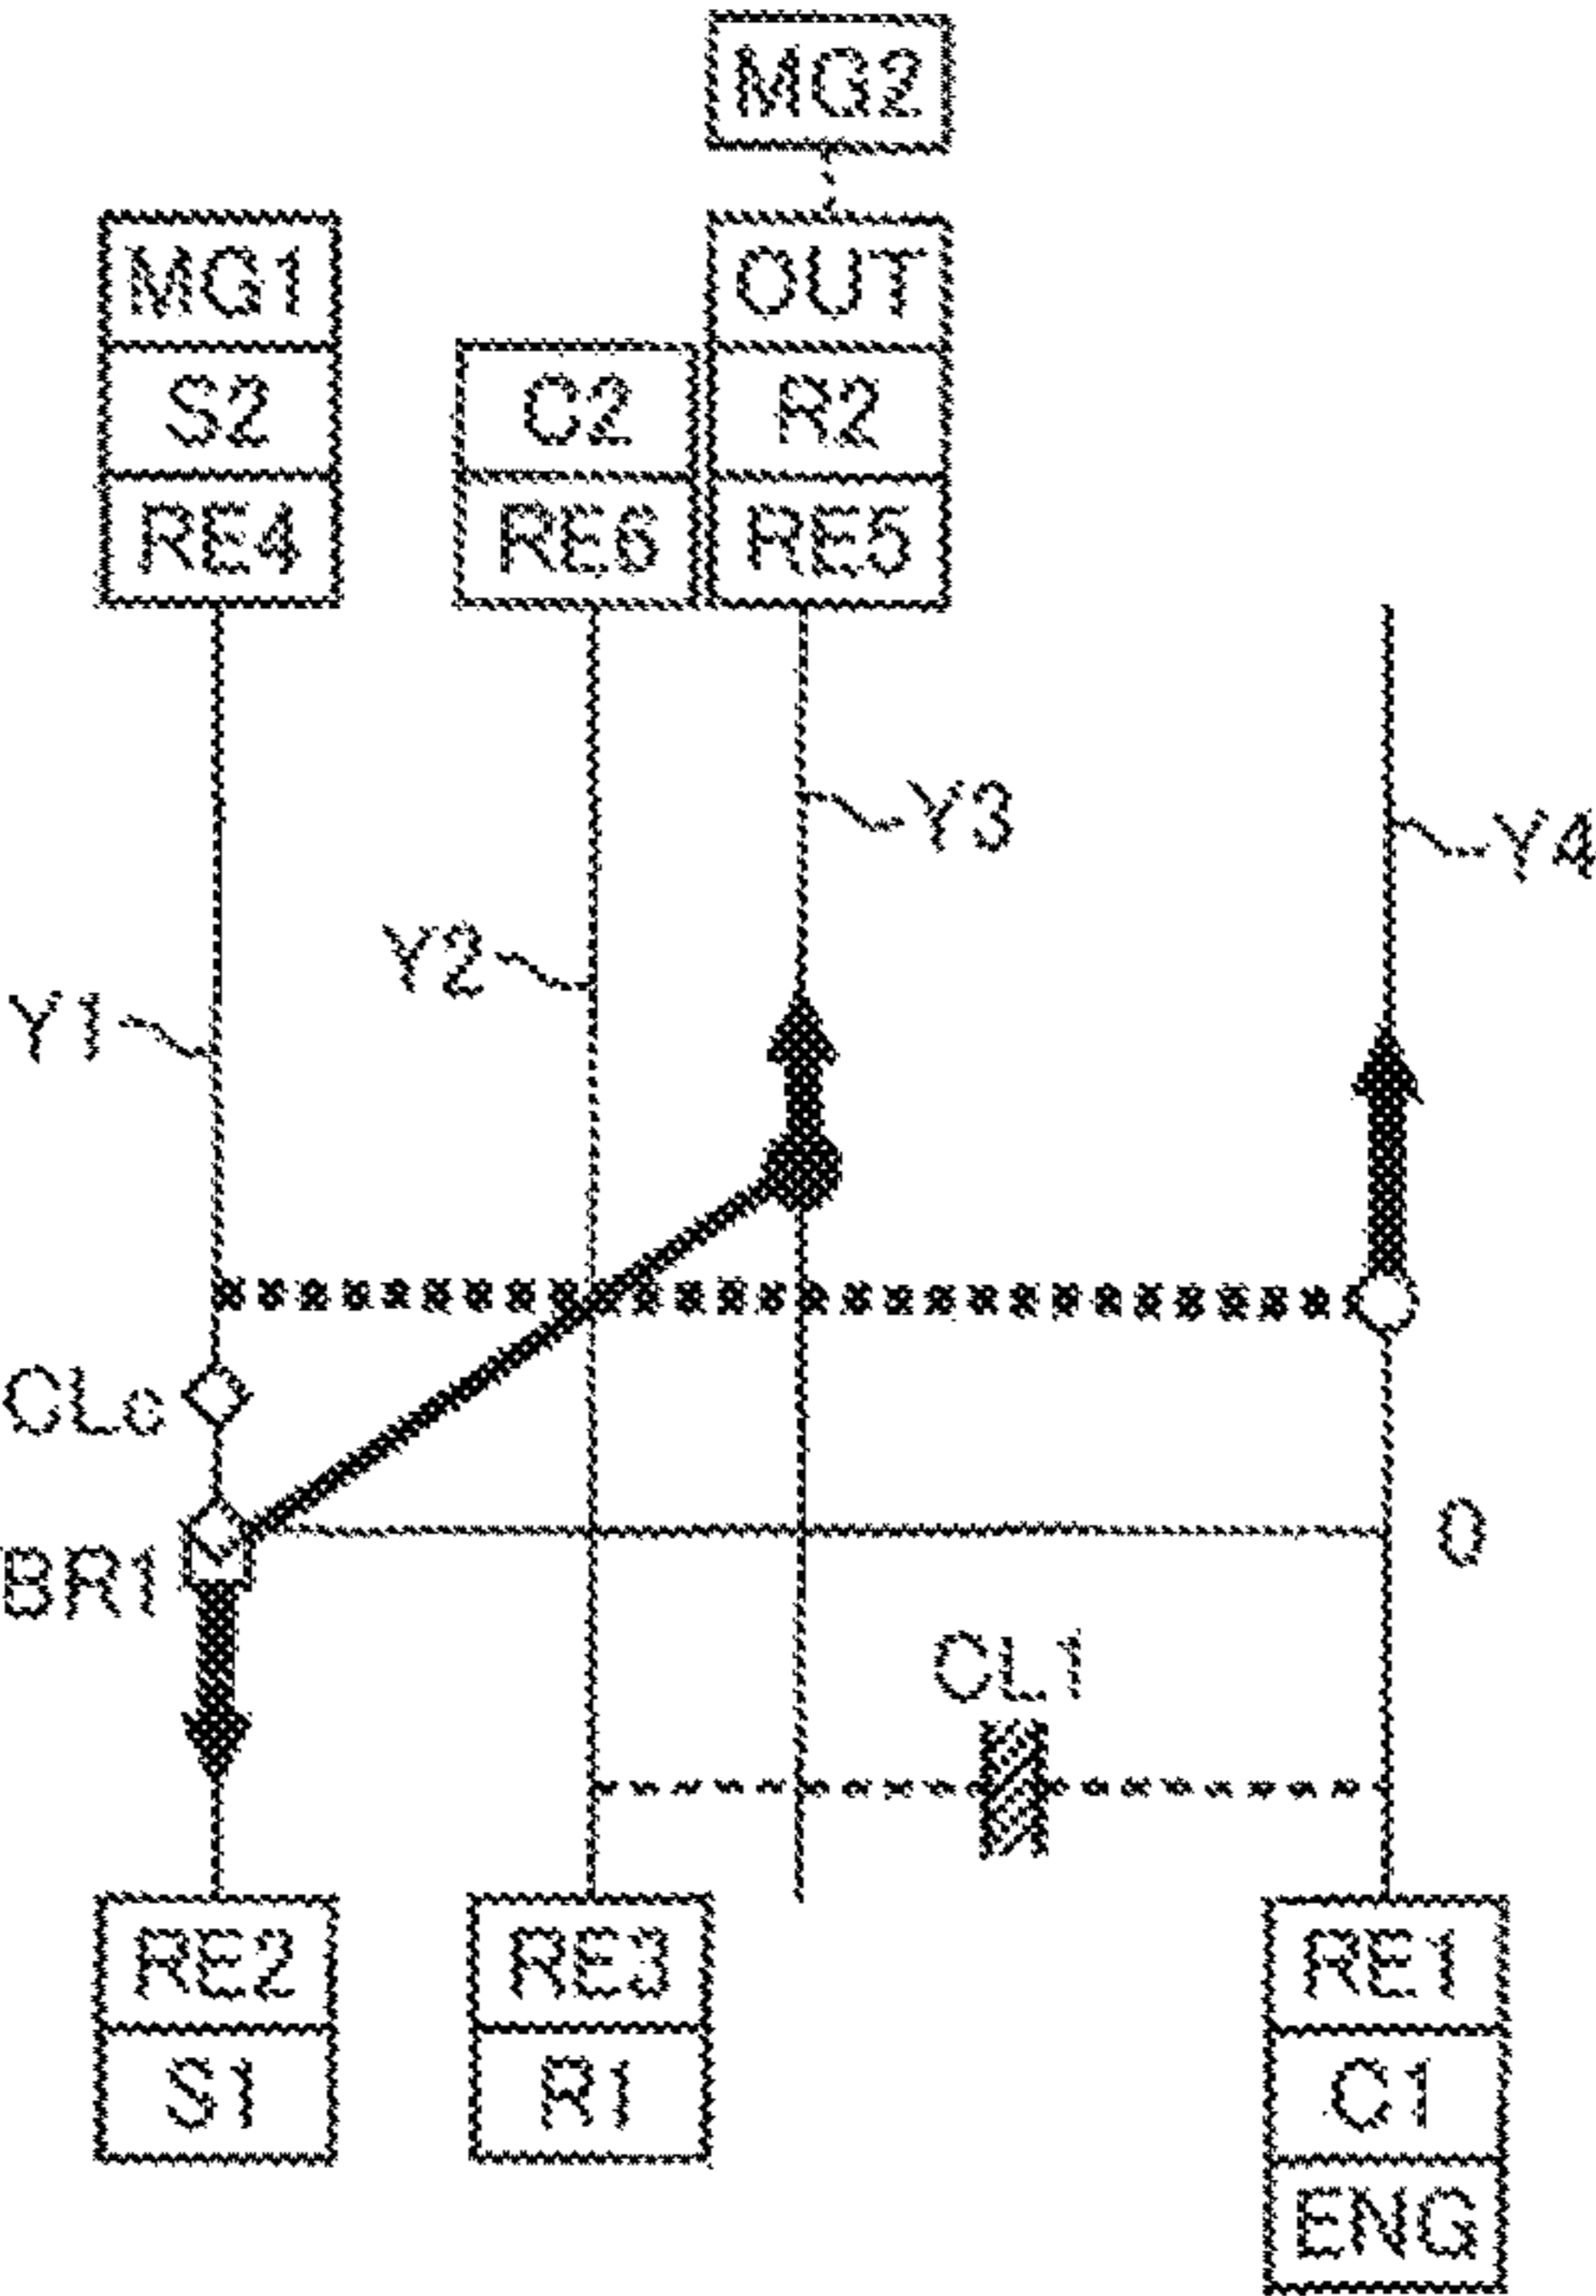 MG2
MG1 OUT
S2 C2 R2
RE4 RE6 RE5
Y3
Y4
Y2
Y1
CLc
0
BR1
CL1
RE2 RE3 RE1
S1 R1 C1
ENG